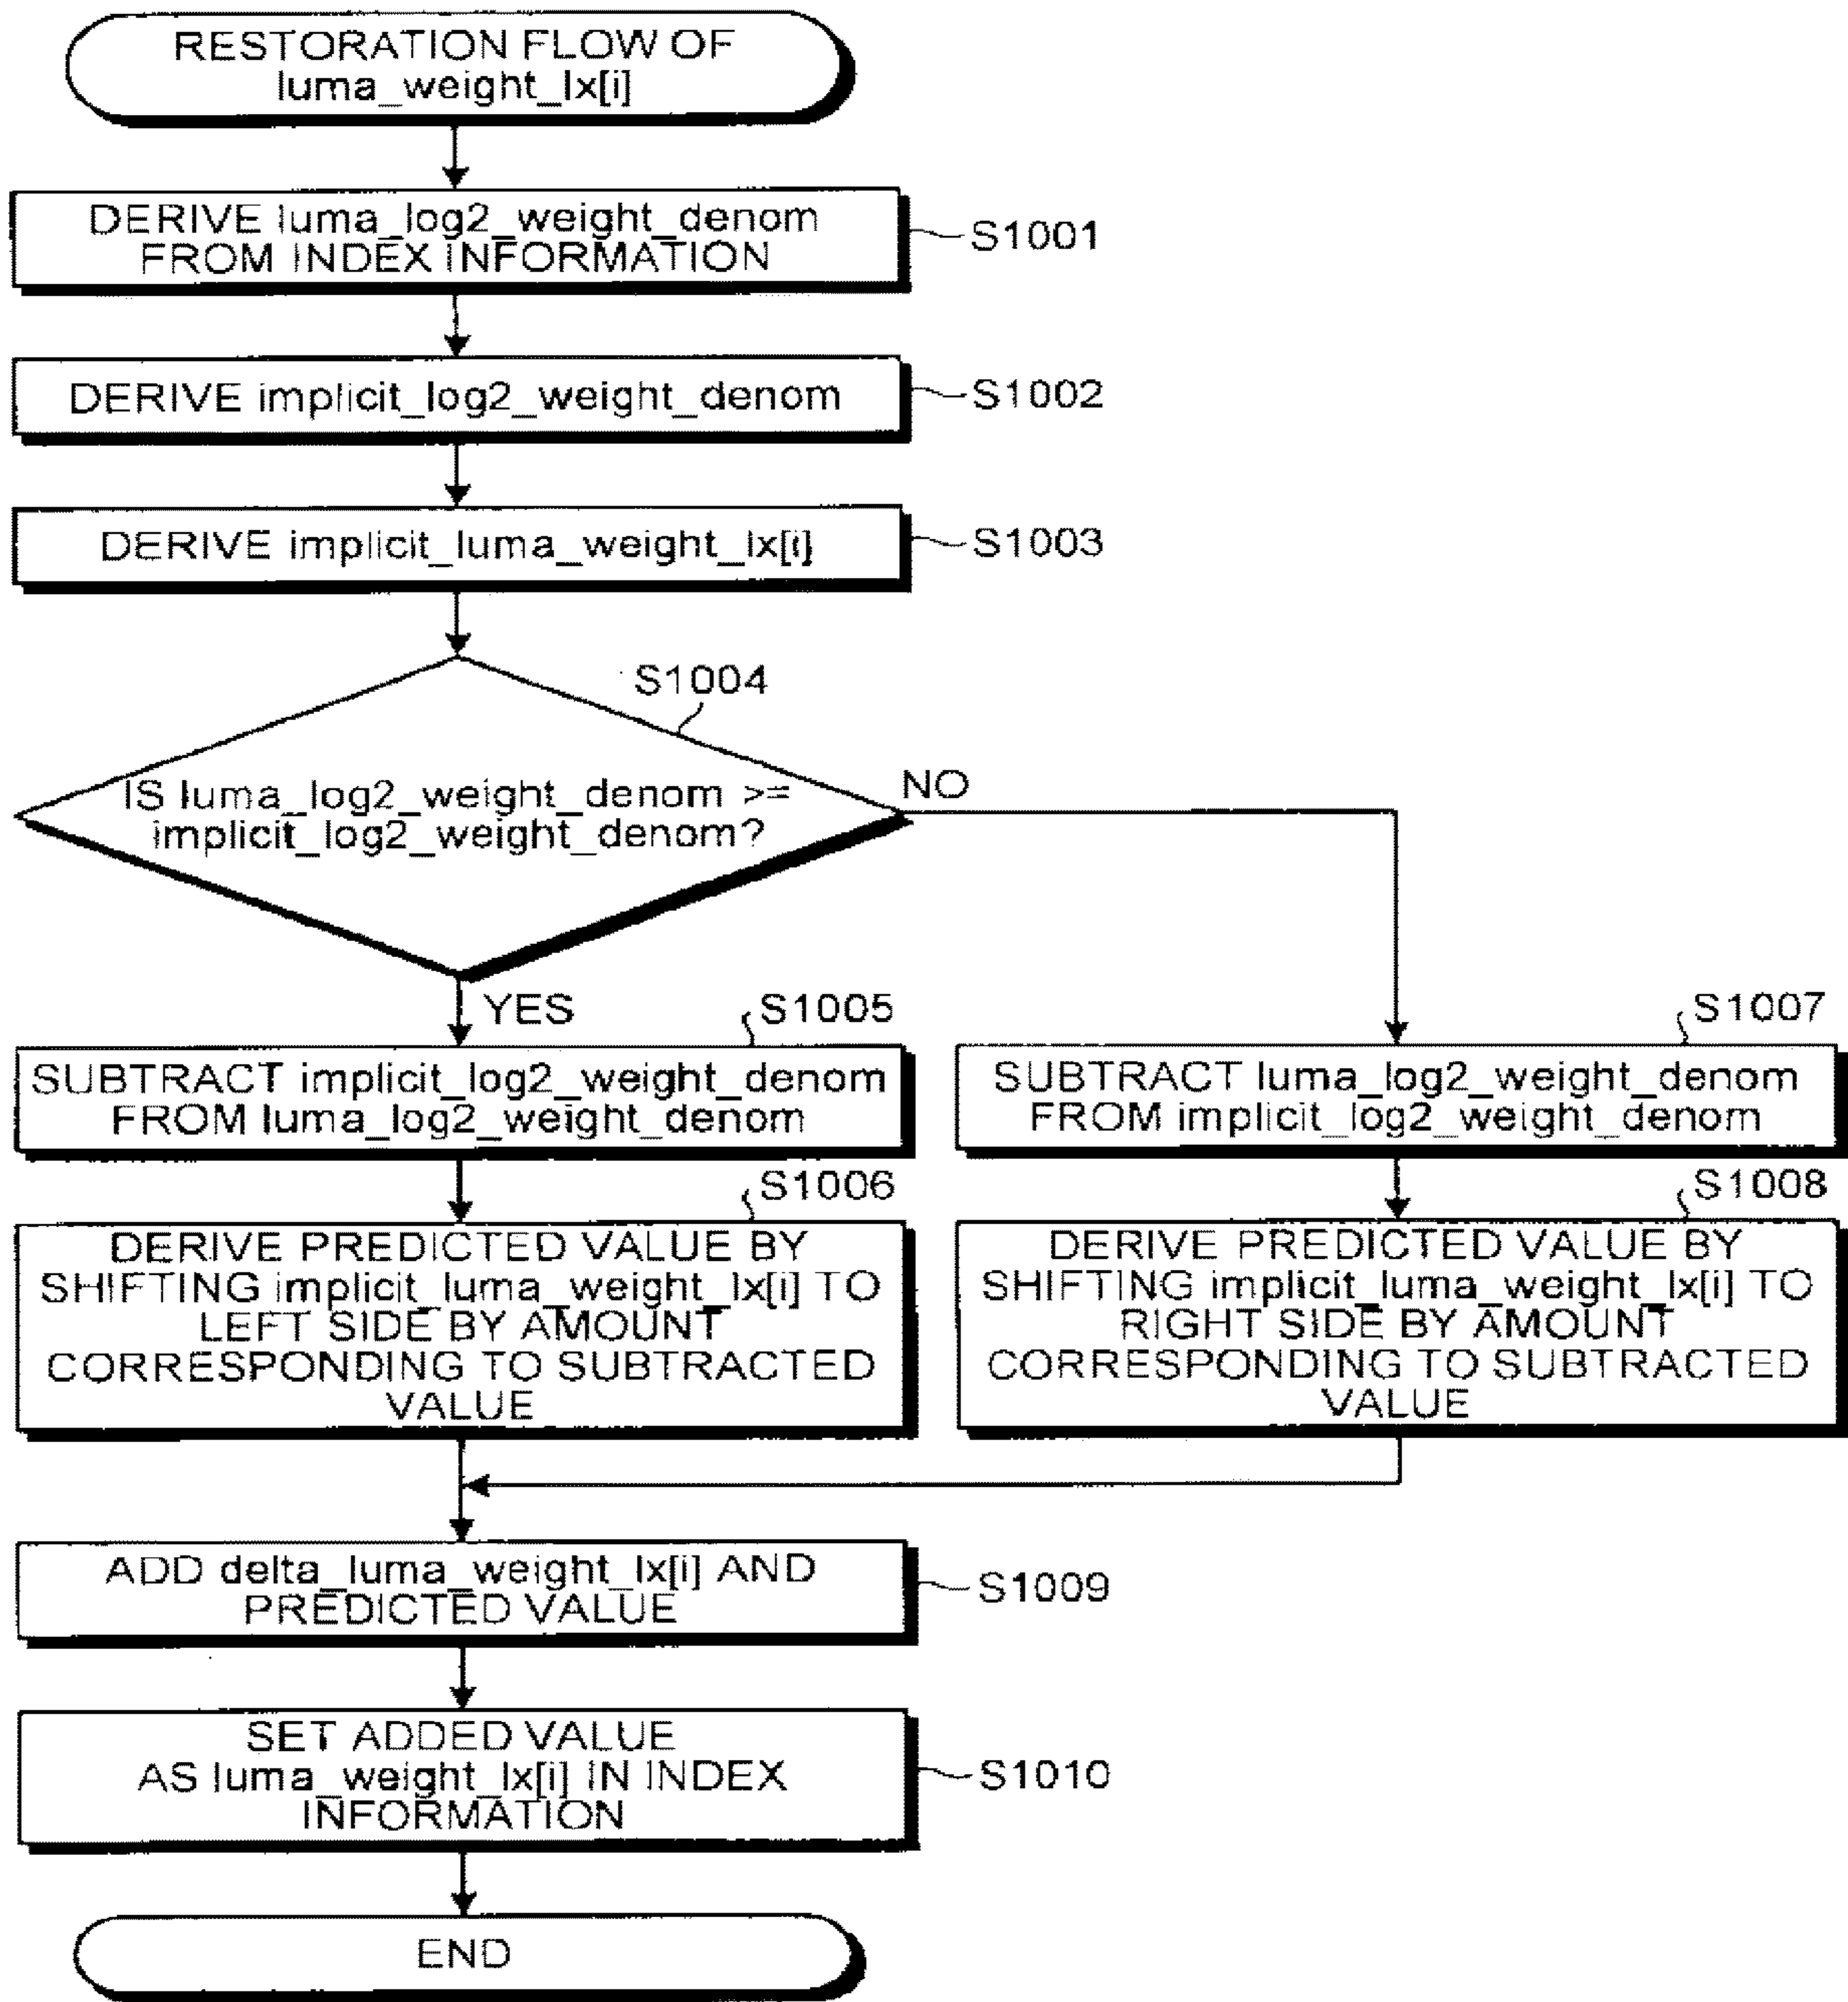 RESTORATION FLOW OF
luma_weight_lx[i]
DERIVE luma_log2_weight_denom
FROM INDEX INFORMATION
S1001
DERIVE implicit_log2_weight_denom
S1002
DERIVE implicit_luma_weight_lx[i]
S1003
S1004
IS luma_log2_weight_denom >=
implicit_log2_weight_denom?
NO
YES
S1005
SUBTRACT implicit_log2_weight_denom
FROM luma_log2_weight_denom
S1007
SUBTRACT luma_log2_weight_denom
FROM implicit_log2_weight_denom
S1006
DERIVE PREDICTED VALUE BY
SHIFTING implicit_luma_weight_lx[i] TO
LEFT SIDE BY AMOUNT
CORRESPONDING TO SUBTRACTED
VALUE
S1008
DERIVE PREDICTED VALUE BY
SHIFTING implicit_luma_weight_lx[i] TO
RIGHT SIDE BY AMOUNT
CORRESPONDING TO SUBTRACTED
VALUE
ADD delta_luma_weight_lx[i] AND
PREDICTED VALUE
S1009
SET ADDED VALUE
AS luma_weight_lx[i] IN INDEX
INFORMATION
S1010
END